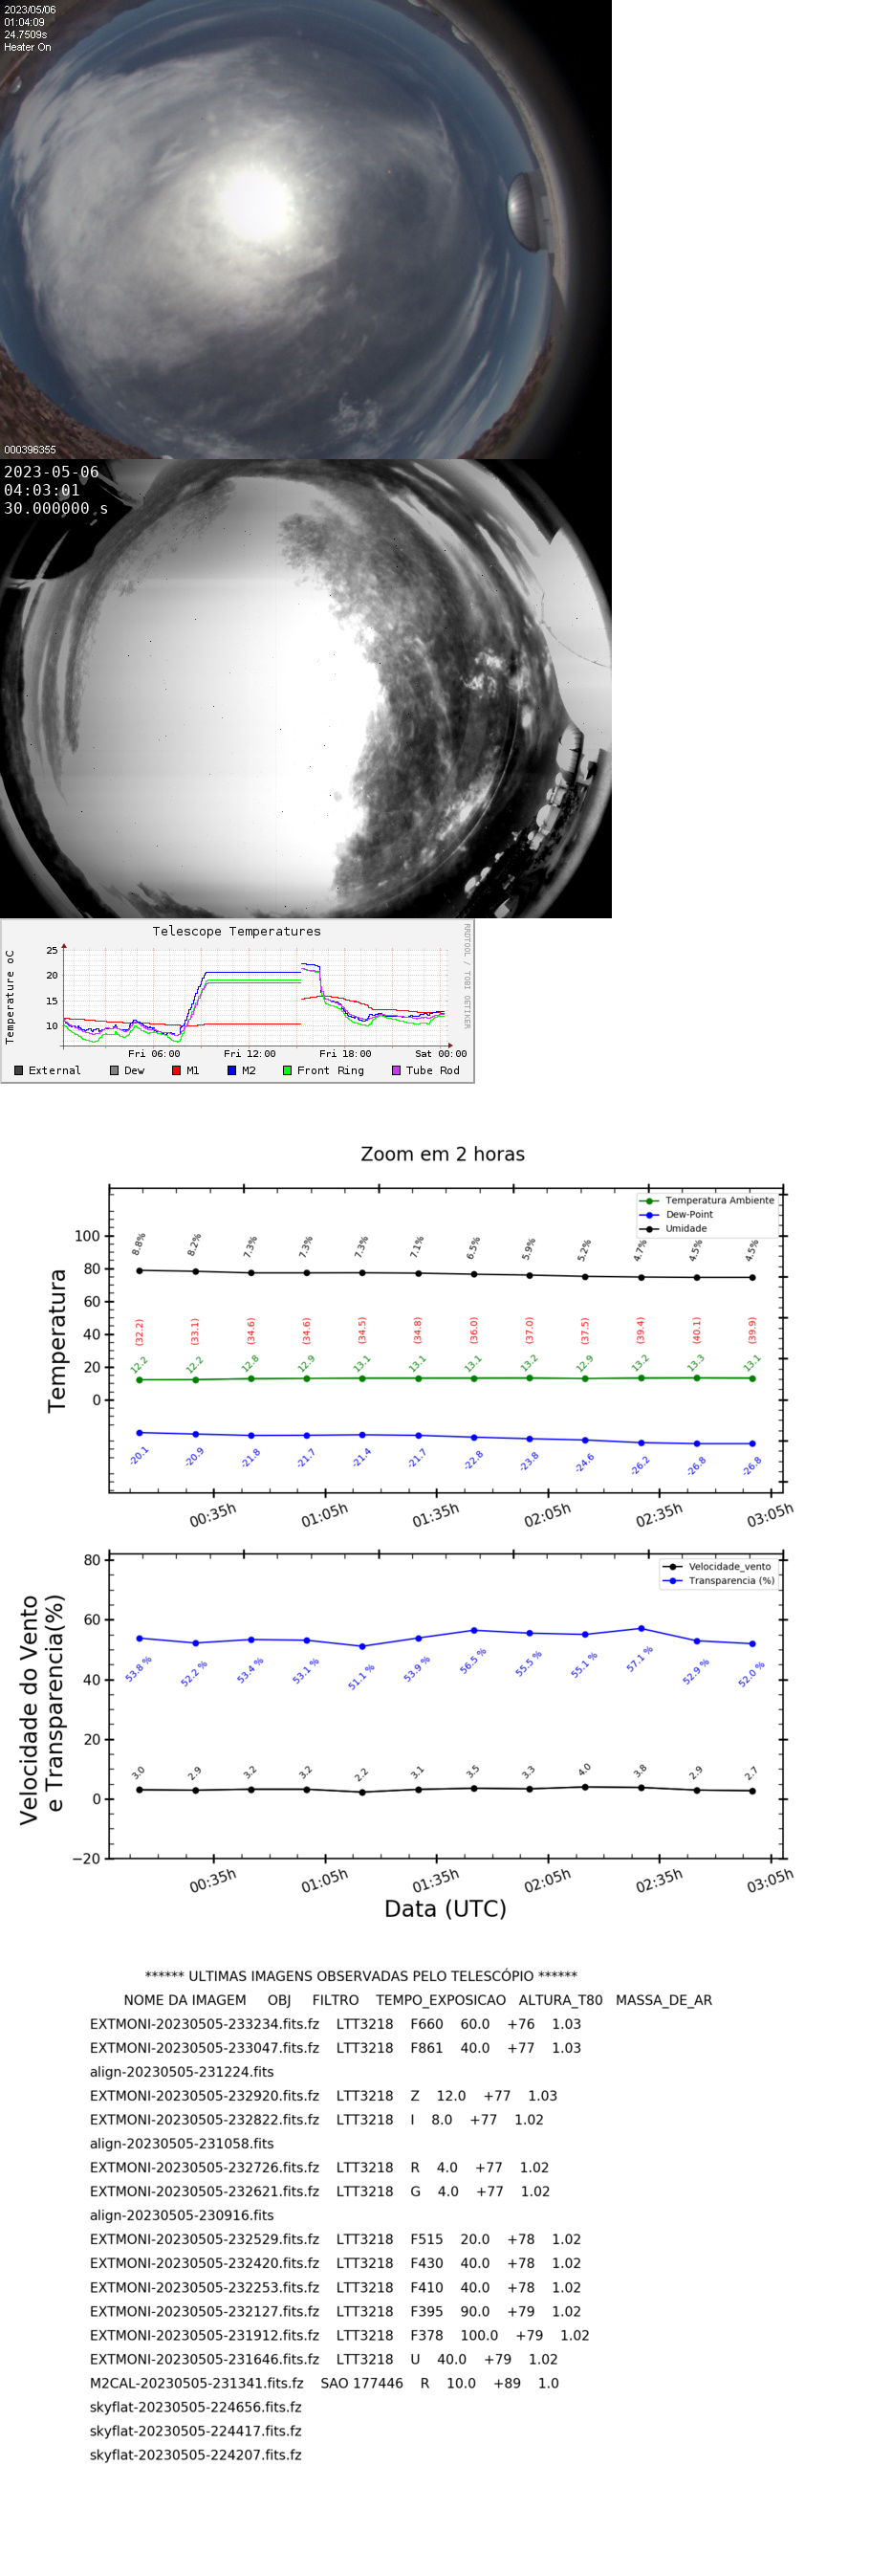 2023/05/06
01:04:09
24.7509s
Heater On
000396355
2023-05-06
04:03:01
30.000000 s
Telescope Temperatures
RRDTOOL / TOBI OETIKER
Temperature oC
25
20
15
10
Fri 06:00 Fri 12:00 Fri 18:00 Sat 00:00
External Dew M1 M2 Front Ring Tube Rod
Zoom em 2 horas
Temperatura Ambiente
Dew-Point
Umidade
Temperatura
100
80
60
40
20
0
8.8% 8.2% 7.3% 7.3% 7.3% 7.1% 6.5% 5.9% 5.2% 4.7% 4.5% 4.5%
(32.2) (33.1) (34.6) (34.6) (34.5) (34.8) (36.0) (37.0) (37.5) (39.4) (40.1) (39.9)
12.2 12.2 12.8 12.9 13.1 13.1 13.1 13.2 12.9 13.2 13.3 13.1
-20.1 -20.9 -21.8 -21.7 -21.4 -21.7 -22.8 -23.8 -24.6 -26.2 -26.8 -26.8
00:35h 01:05h 01:35h 02:05h 02:35h 03:05h
Velocidade_vento
Transparencia (%)
Velocidade do Vento
e Transparencia(%)
80
60
40
20
0
−20
53.8 % 52.2 % 53.4 % 53.1 % 51.1 % 53.9 % 56.5 % 55.5 % 55.1 % 57.1 % 52.9 % 52.0 %
3.0 2.9 3.2 3.2 2.2 3.1 3.5 3.3 4.0 3.8 2.9 2.7
00:35h 01:05h 01:35h 02:05h 02:35h 03:05h
Data (UTC)
****** ULTIMAS IMAGENS OBSERVADAS PELO TELESCÓPIO ******
NOME DA IMAGEM OBJ FILTRO TEMPO_EXPOSICAO ALTURA_T80 MASSA_DE_AR
EXTMONI-20230505-233234.fits.fz LTT3218 F660 60.0 +76 1.03
EXTMONI-20230505-233047.fits.fz LTT3218 F861 40.0 +77 1.03
align-20230505-231224.fits
EXTMONI-20230505-232920.fits.fz LTT3218 Z 12.0 +77 1.03
EXTMONI-20230505-232822.fits.fz LTT3218 I 8.0 +77 1.02
align-20230505-231058.fits
EXTMONI-20230505-232726.fits.fz LTT3218 R 4.0 +77 1.02
EXTMONI-20230505-232621.fits.fz LTT3218 G 4.0 +77 1.02
align-20230505-230916.fits
EXTMONI-20230505-232529.fits.fz LTT3218 F515 20.0 +78 1.02
EXTMONI-20230505-232420.fits.fz LTT3218 F430 40.0 +78 1.02
EXTMONI-20230505-232253.fits.fz LTT3218 F410 40.0 +78 1.02
EXTMONI-20230505-232127.fits.fz LTT3218 F395 90.0 +79 1.02
EXTMONI-20230505-231912.fits.fz LTT3218 F378 100.0 +79 1.02
EXTMONI-20230505-231646.fits.fz LTT3218 U 40.0 +79 1.02
M2CAL-20230505-231341.fits.fz SAO 177446 R 10.0 +89 1.0
skyflat-20230505-224656.fits.fz
skyflat-20230505-224417.fits.fz
skyflat-20230505-224207.fits.fz